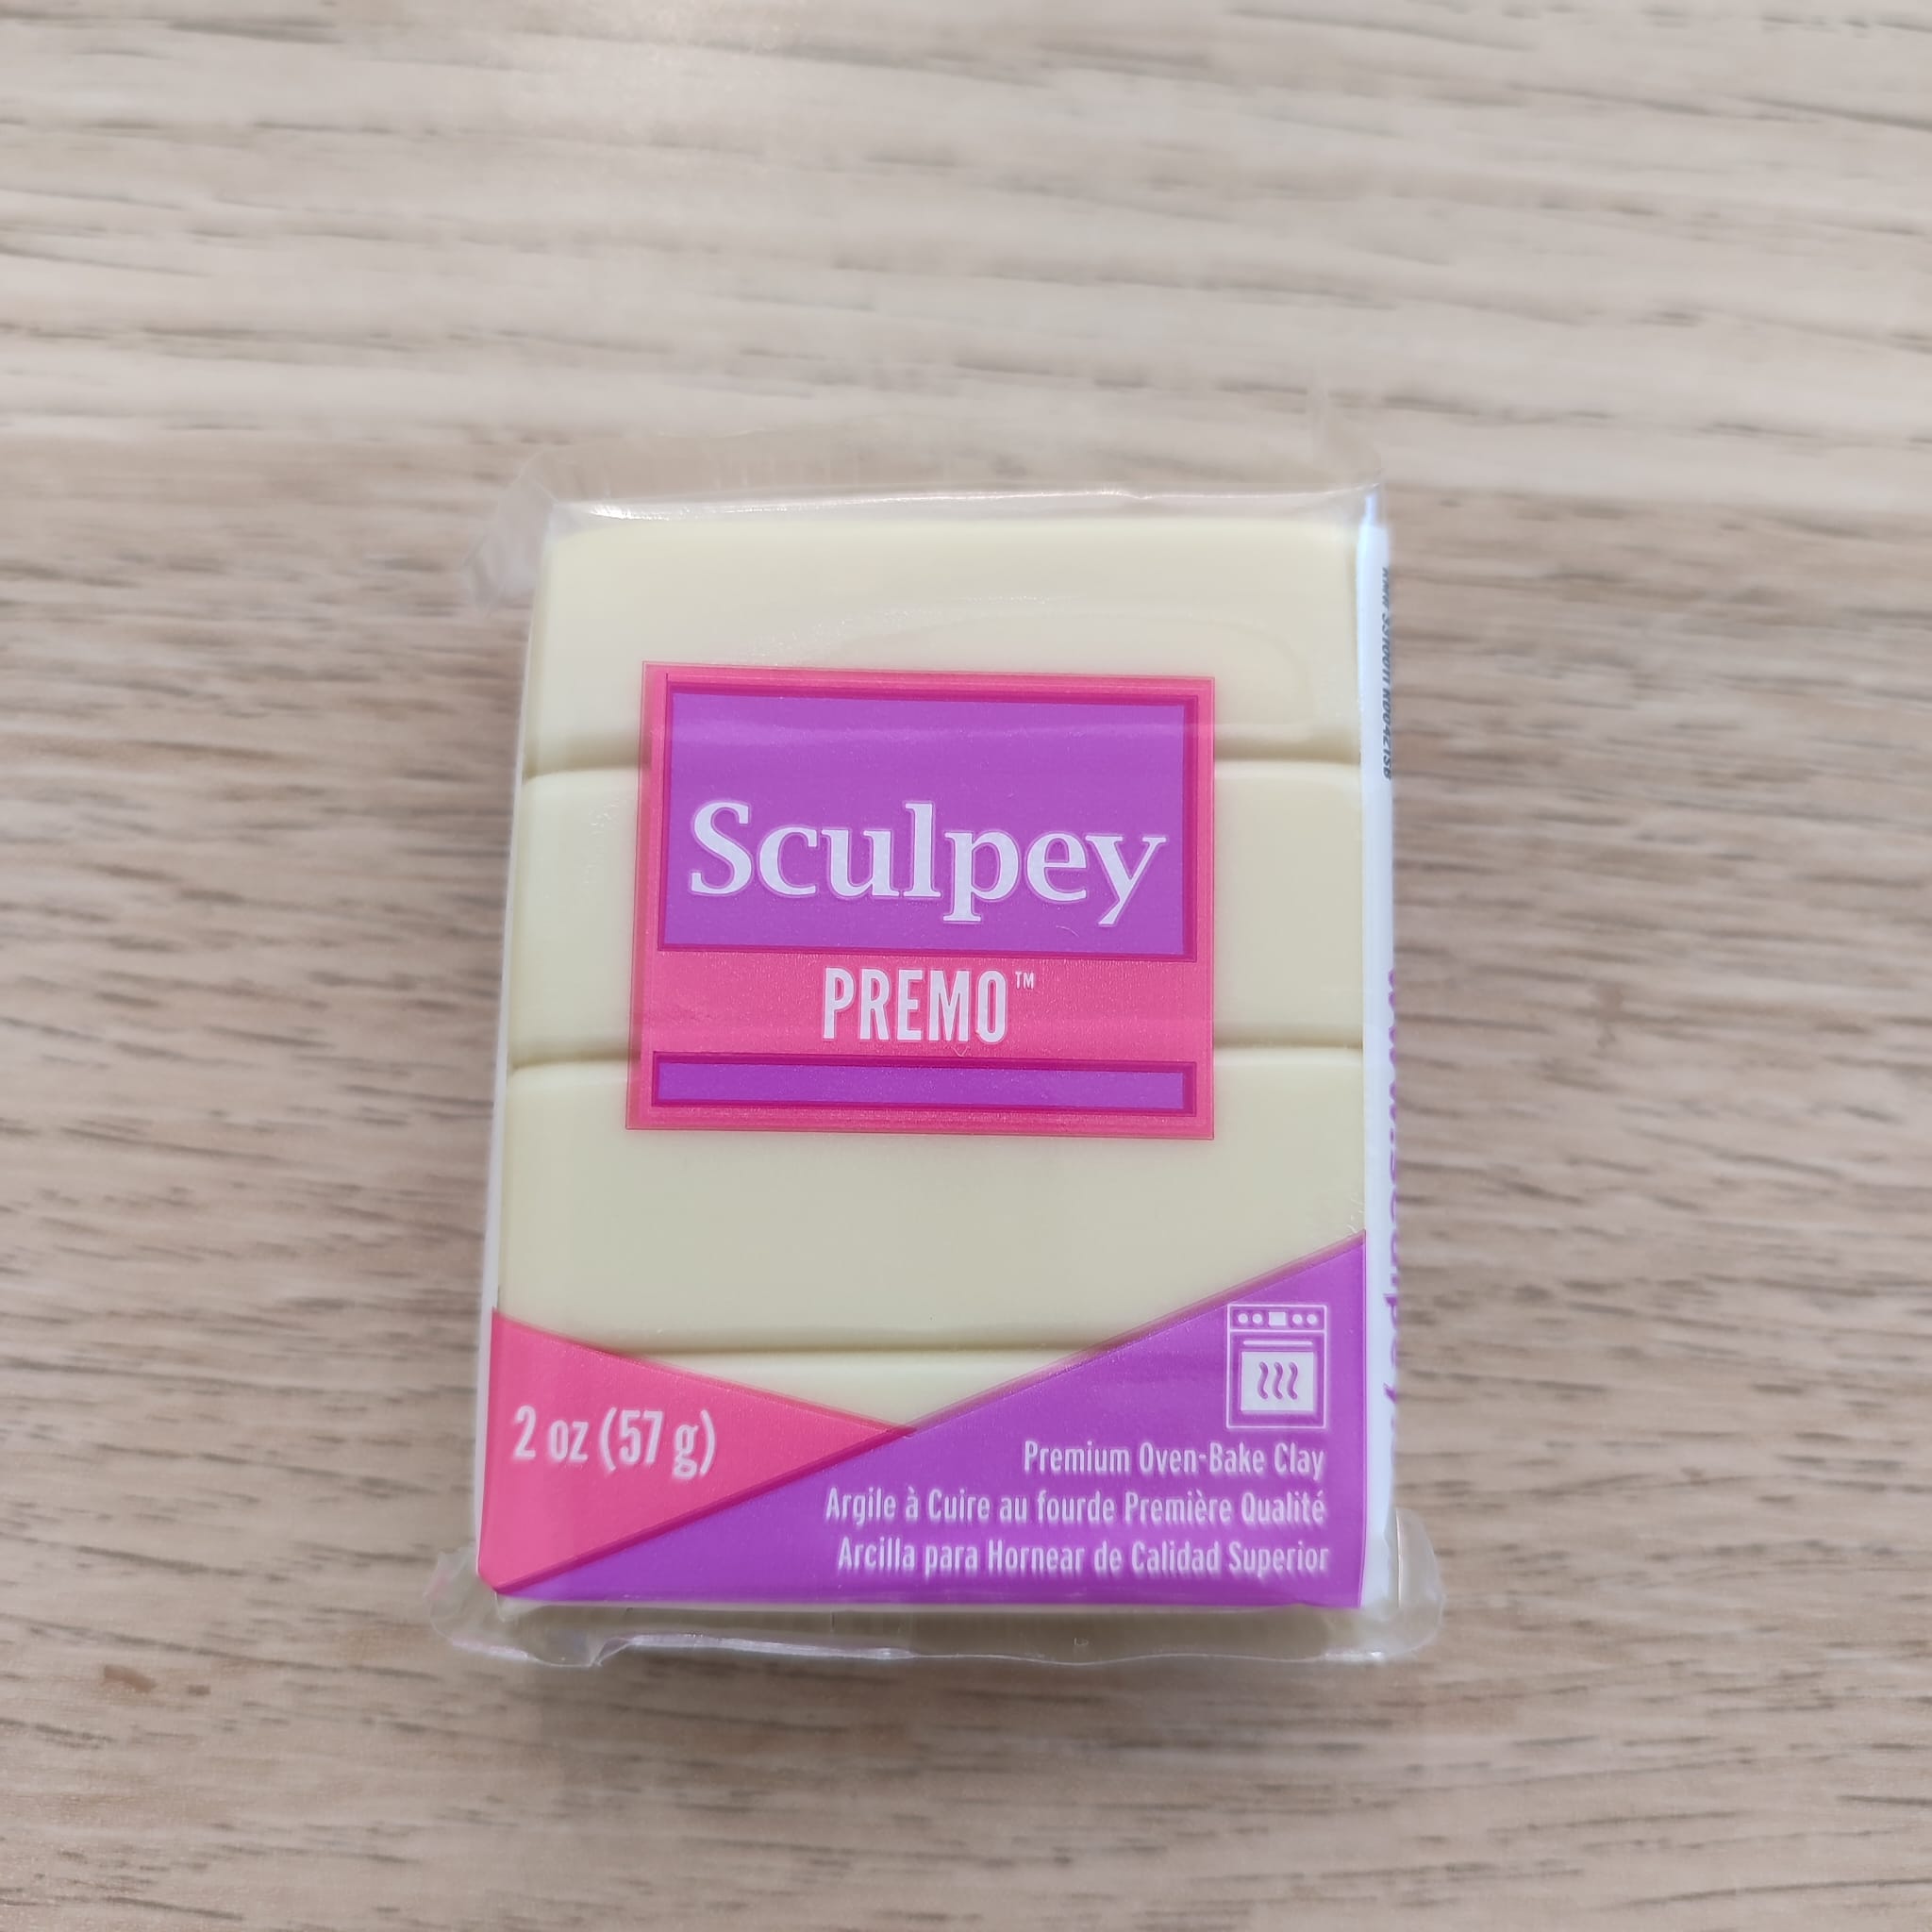 Sculpey
PREMO™
2 oz (57 g)
Premium Oven-Bake Clay
Argile à Cuire au fourde Première Qualité
Arcilla para Hornear de Calidad Superior